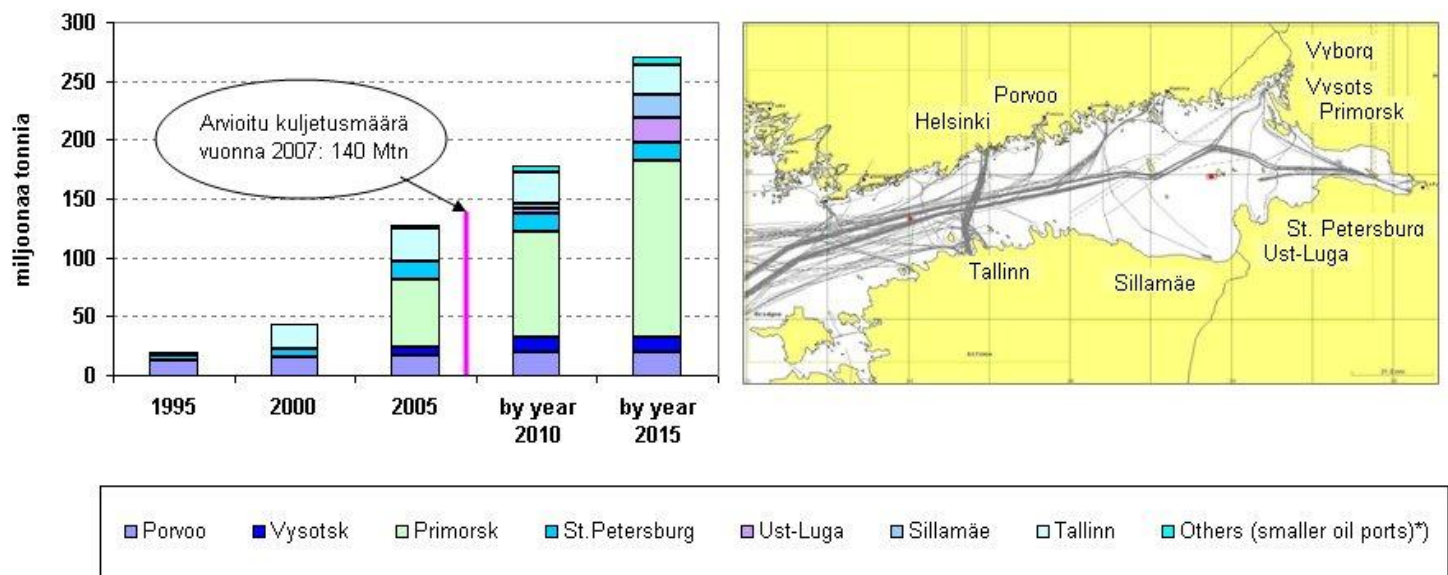 300
250
200
150
100
50
0
miljoonaa tonnia
Arvioitu kuljetusmäärä
vuonna 2007: 140 Mtn
1995
2000
2005
by year
2010
by year
2015
Vyborg
Vysots
Primorsk
Porvoo
Helsinki
St. Petersburg
Ust-Luga
Tallinn
Sillamäe
Porvoo
Vysotsk
Primorsk
St.Petersburg
Ust-Luga
Sillamäe
Tallinn
Others (smaller oil ports)*)